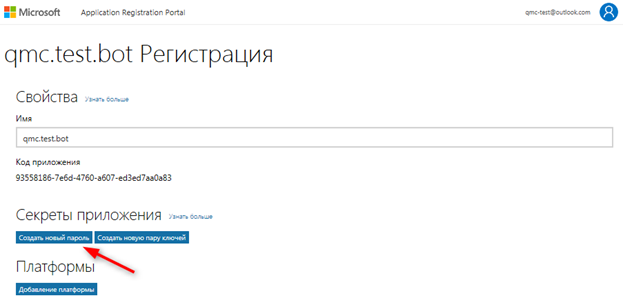 Microsoft Application Registration Portal qmc-test@outlook.com
qmc.test.bot Регистрация
Свойства Узнать больше
Имя
qmc.test.bot
Код приложения
93558186-7e6d-4760-a607-ed3ed7aa0a83
Секреты приложения Узнать больше
Создать новый пароль Создать новую пару ключей
Платформы
Добавление платформы